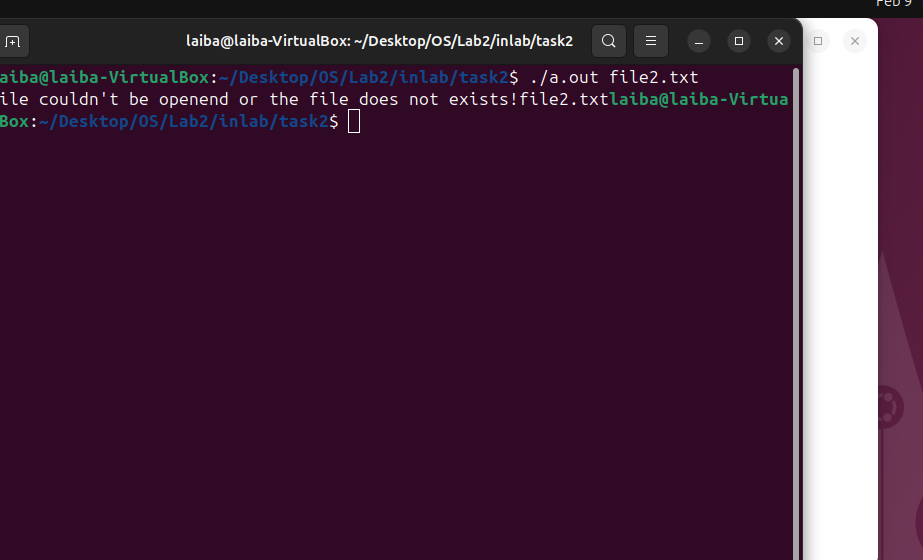 Feb 9
laiba@laiba-VirtualBox: ~/Desktop/OS/Lab2/inlab/task2
aiba@laiba-VirtualBox:~/Desktop/OS/Lab2/inlab/task2$ ./a.out file2.txt
ile couldn't be openend or the file does not exists!file2.txtlaiba@laiba-Virtua
Box:~/Desktop/OS/Lab2/inlab/task2$